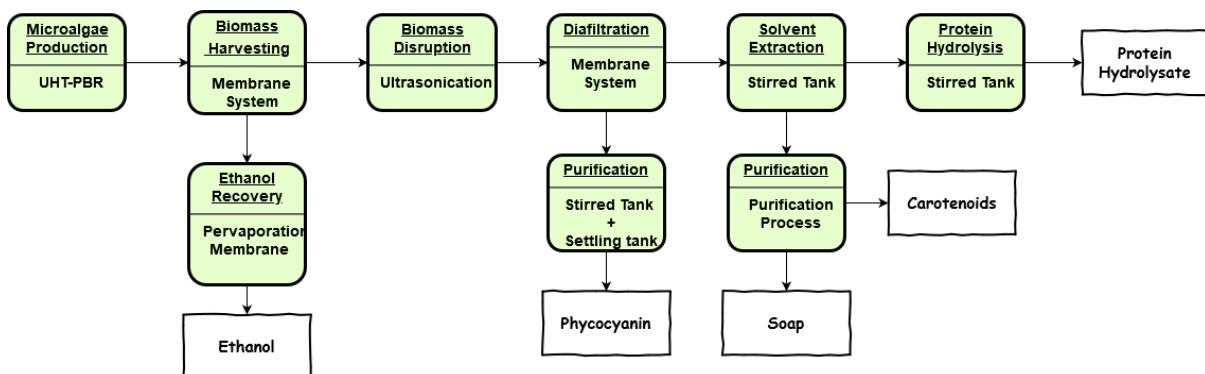 Microalgae
Production
UHT-PBR
Biomass
Harvesting
Membrane
System
Biomass
Disruption
Ultrasonication
Diafiltration
Membrane
System
Solvent
Extraction
Stirred Tank
Protein
Hydrolysis
Stirred Tank
Protein
Hydrolysate
Ethanol
Recovery
Pervaporation
Membrane
Purification
Stirred Tank
+
Settling tank
Purification
Purification
Process
Carotenoids
Ethanol
Phycocyanin
Soap